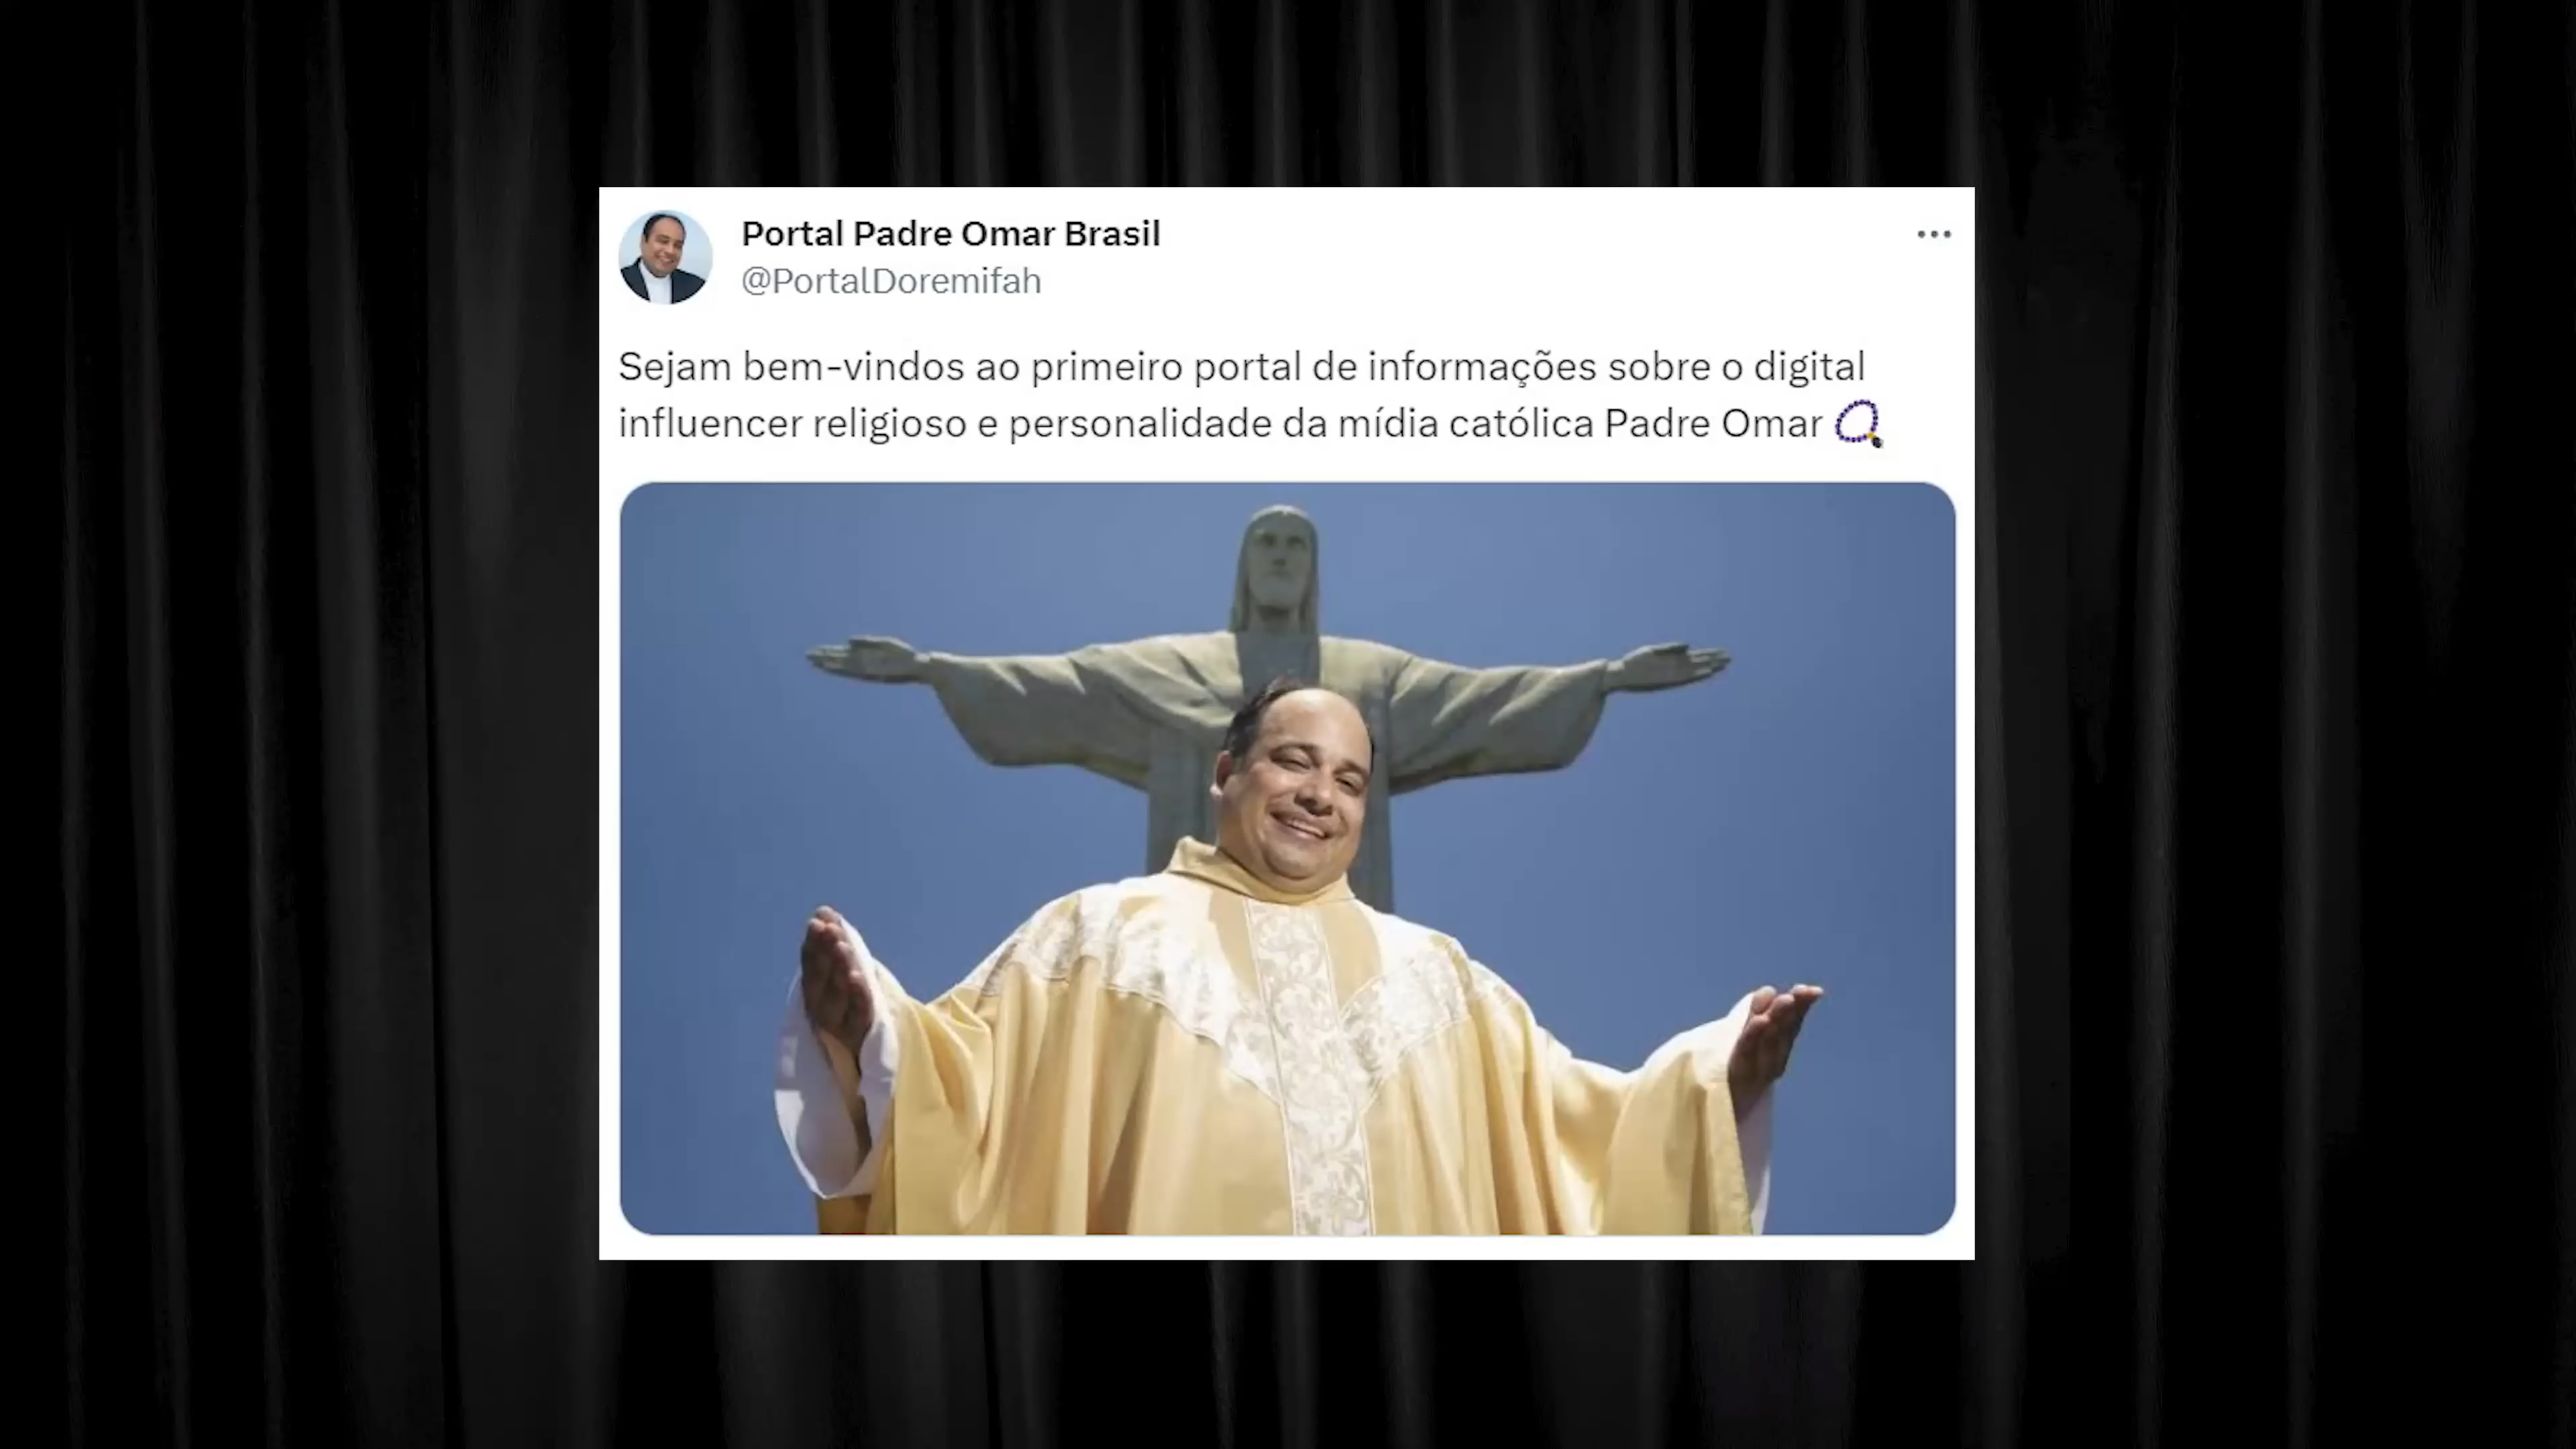 Portal Padre Omar Brasil
@PortalDoremifah
Sejam bem-vindos ao primeiro portal de informações sobre o digital
influencer religioso e personalidade da mídia católica Padre Omar 📿